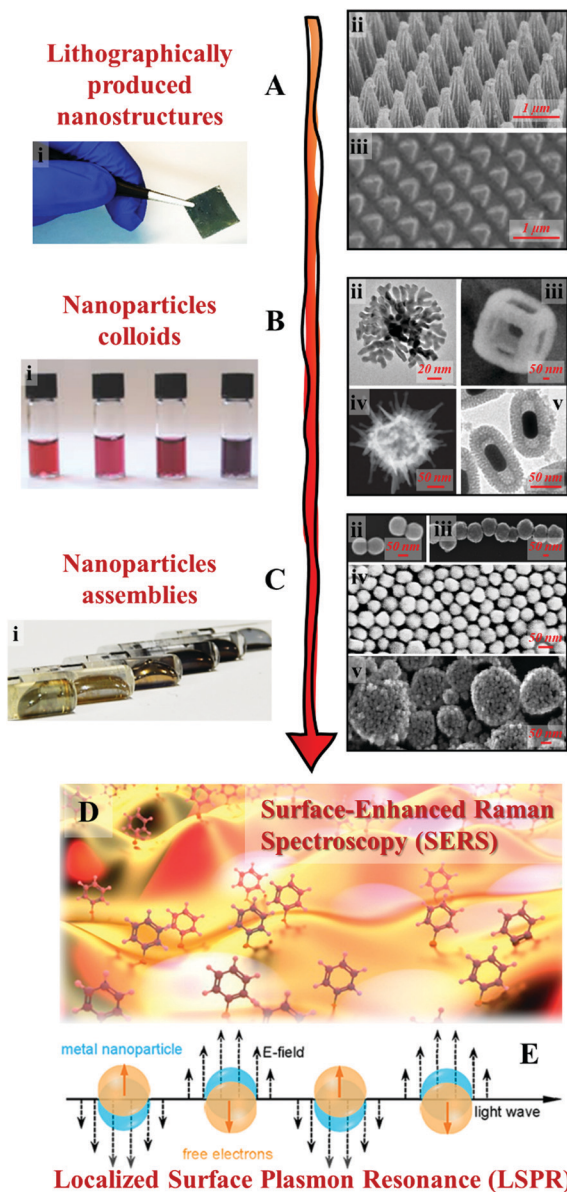 Lithographically
produced
nanostructures
A
i
ii
1 μm
iii
1 μm
Nanoparticles
colloids
B
i
ii
20 nm
iii
50 nm
iv
50 nm
v
50 nm
Nanoparticles
assemblies
C
i
ii
50 nm
iii
50 nm
iv
50 nm
v
50 nm
D
Surface-Enhanced Raman
Spectroscopy (SERS)
metal nanoparticle
E-field
E
light wave
free electrons
Localized Surface Plasmon Resonance (LSPR)